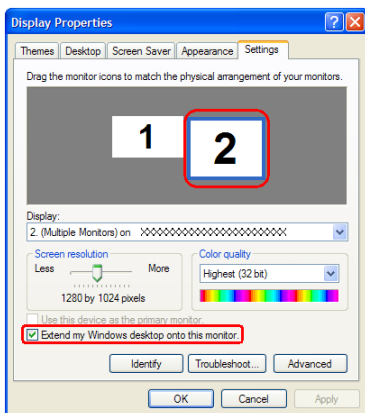 Display Properties
Themes Desktop Screen Saver Appearance Settings
Drag the monitor icons to match the physical arrangement of your monitors.
1 2
Display:
2. (Multiple Monitors) on XXXXXXXXXXXXXXXXXXXXXXX
Screen resolution Color quality
Less More Highest (32 bit)
1280 by 1024 pixels
Use this device as the primary monitor.
Extend my Windows desktop onto this monitor.
Identify Troubleshoot... Advanced
OK Cancel Apply